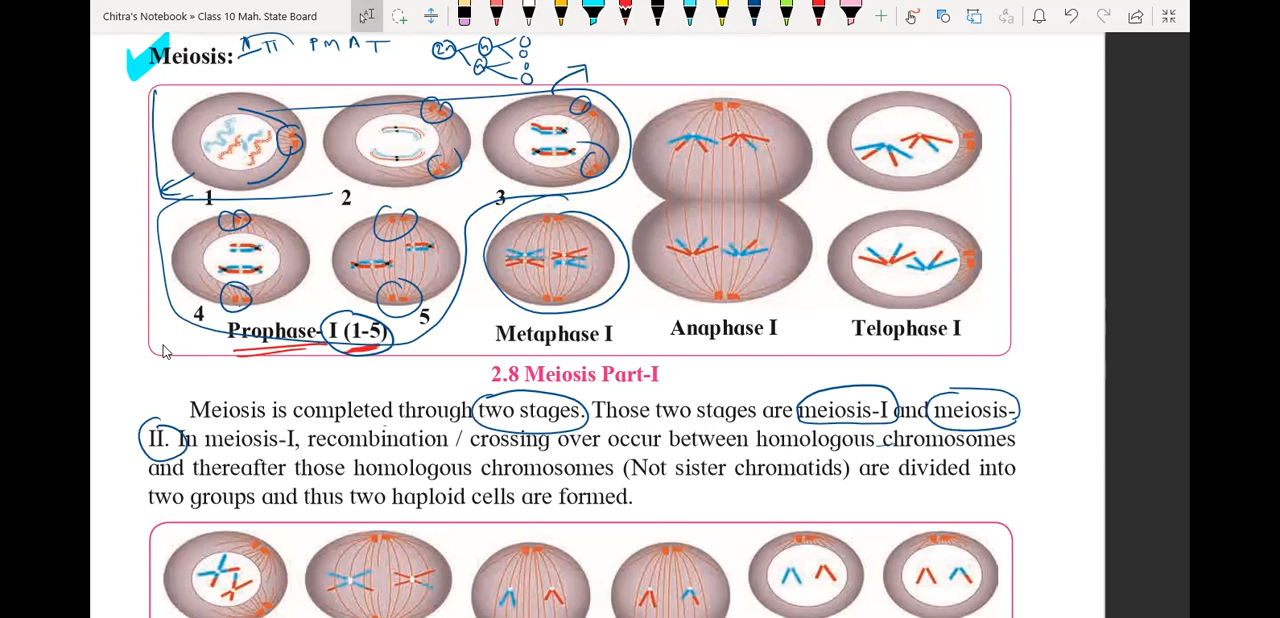 Chitra's Notebook » Class 10 Mah. State Board
Meiosis: I II P M A T
2n n n
1 2 3
4 5
Prophase- I (1-5) Metaphase I Anaphase I Telophase I
2.8 Meiosis Part-I
Meiosis is completed through two stages. Those two stages are meiosis-I and meiosis-
II. In meiosis-I, recombination / crossing over occur between homologous chromosomes
and thereafter those homologous chromosomes (Not sister chromatids) are divided into
two groups and thus two haploid cells are formed.